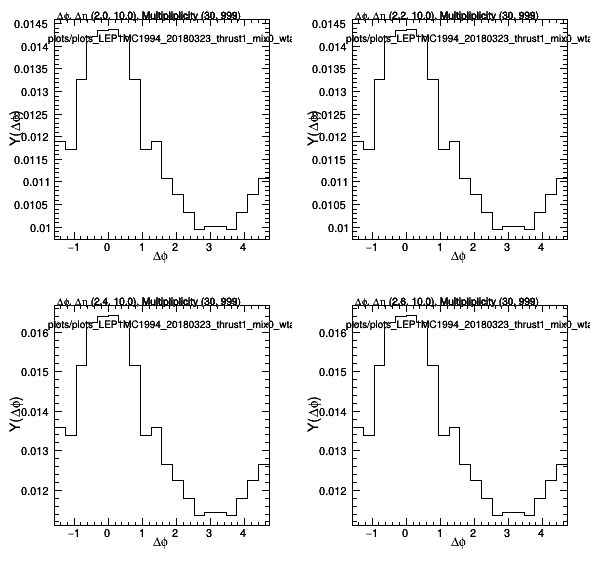 Δφ, Δη (2.0, 10.0), Multipliplicity (30, 999)
plots/plots_LEP1MC1994_20180323_thrust1_mix0_wta
Y(Δφ)
0.0145
0.014
0.0135
0.013
0.0125
0.012
0.0115
0.011
0.0105
0.01
−1 0 1 2 3 4
Δφ
Δφ, Δη (2.2, 10.0), Multipliplicity (30, 999)
plots/plots_LEP1MC1994_20180323_thrust1_mix0_wta
Y(Δφ)
0.0145
0.014
0.0135
0.013
0.0125
0.012
0.0115
0.011
0.0105
0.01
−1 0 1 2 3 4
Δφ
Δφ, Δη (2.4, 10.0), Multipliplicity (30, 999)
plots/plots_LEP1MC1994_20180323_thrust1_mix0_wta
Y(Δφ)
0.016
0.015
0.014
0.013
0.012
−1 0 1 2 3 4
Δφ
Δφ, Δη (2.6, 10.0), Multipliplicity (30, 999)
plots/plots_LEP1MC1994_20180323_thrust1_mix0_wta
Y(Δφ)
0.016
0.015
0.014
0.013
0.012
−1 0 1 2 3 4
Δφ